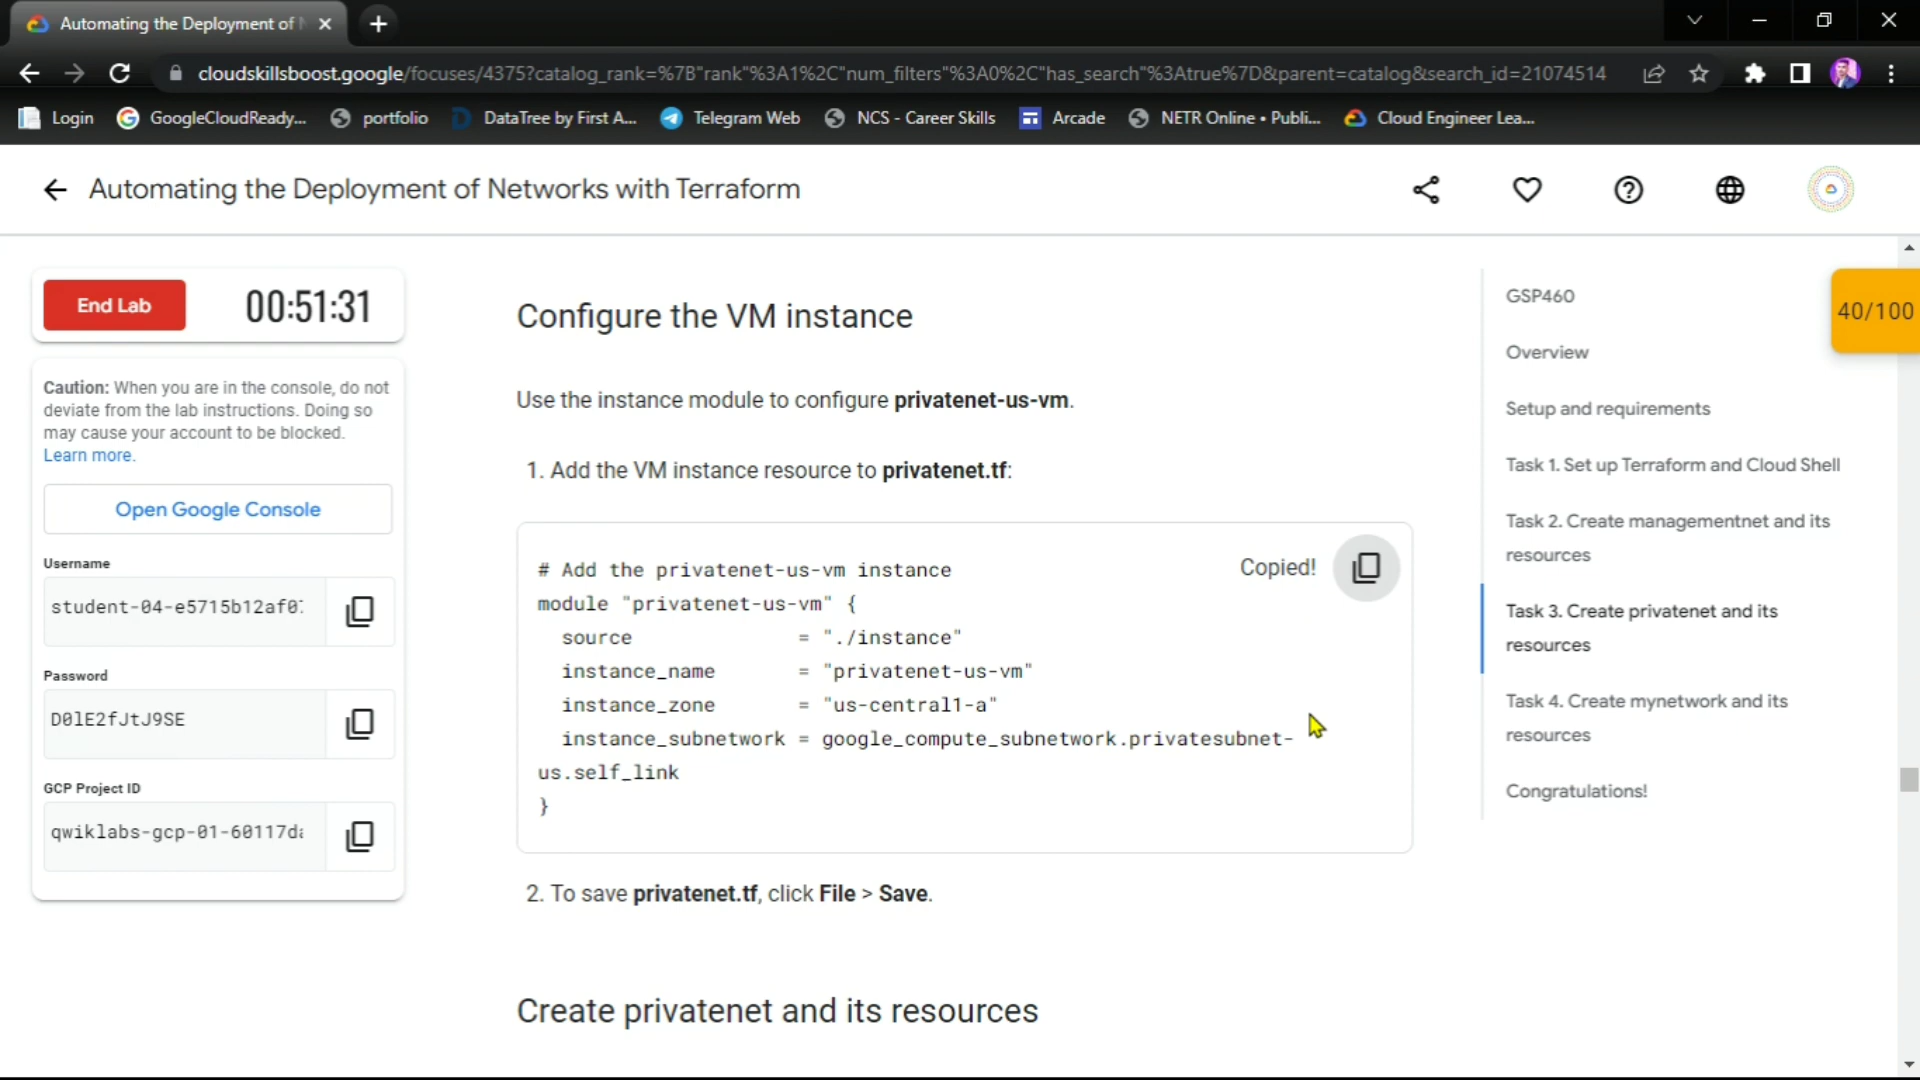 Automating the Deployment of
cloudskillsboost.google/focuses/4375?catalog_rank=%7B"rank"%3A1%2C"num_filters"%3A0%2C"has_search"%3Atrue%7D&parent=catalog&search_id=21074514
Login GoogleCloudReady... portfolio DataTree by First A... Telegram Web NCS - Career Skills Arcade NETR Online • Publi... Cloud Engineer Lea...
Automating the Deployment of Networks with Terraform
End Lab 00:51:31
Caution: When you are in the console, do not
deviate from the lab instructions. Doing so
may cause your account to be blocked.
Learn more.
Open Google Console
Username
student-04-e5715b12af0
Password
D0lE2fJtJ9SE
GCP Project ID
qwiklabs-gcp-01-60117d
Configure the VM instance
Use the instance module to configure privatenet-us-vm.
1. Add the VM instance resource to privatenet.tf:
Copied!
# Add the privatenet-us-vm instance
module "privatenet-us-vm" {
source = "./instance"
instance_name = "privatenet-us-vm"
instance_zone = "us-central1-a"
instance_subnetwork = google_compute_subnetwork.privatesubnet-
us.self_link
}
2. To save privatenet.tf, click File > Save.
Create privatenet and its resources
GSP460
Overview
Setup and requirements
Task 1. Set up Terraform and Cloud Shell
Task 2. Create managementnet and its
resources
Task 3. Create privatenet and its
resources
Task 4. Create mynetwork and its
resources
Congratulations!
40/100